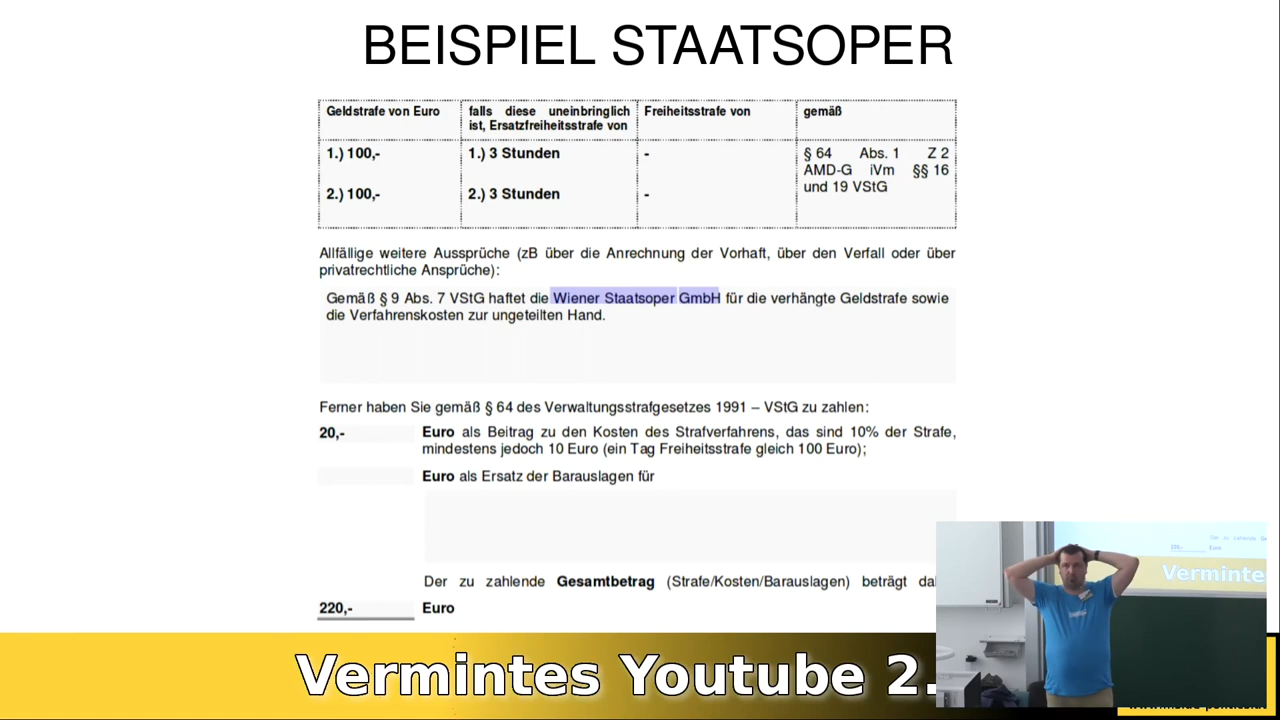 BEISPIEL STAATSOPER
Geldstrafe von Euro
falls diese uneinbringlich
ist, Ersatzfreiheitsstrafe von
Freiheitsstrafe von
gemäß
1.) 100,-
1.) 3 Stunden
-
§ 64 Abs. 1 Z 2
AMD-G iVm §§ 16
und 19 VStG
2.) 100,-
2.) 3 Stunden
-
Allfällige weitere Aussprüche (zB über die Anrechnung der Vorhaft, über den Verfall oder über
privatrechtliche Ansprüche):
Gemäß § 9 Abs. 7 VStG haftet die Wiener Staatsoper GmbH für die verhängte Geldstrafe sowie
die Verfahrenskosten zur ungeteilten Hand.
Ferner haben Sie gemäß § 64 des Verwaltungsstrafgesetzes 1991 – VStG zu zahlen:
20,-
Euro als Beitrag zu den Kosten des Strafverfahrens, das sind 10% der Strafe,
mindestens jedoch 10 Euro (ein Tag Freiheitsstrafe gleich 100 Euro);
Euro als Ersatz der Barauslagen für
Der zu zahlende Gesamtbetrag (Strafe/Kosten/Barauslagen) beträgt
220,- Euro
Vermintes Youtube 2.
Der zu zahlende
220,- Euro
Vermintes